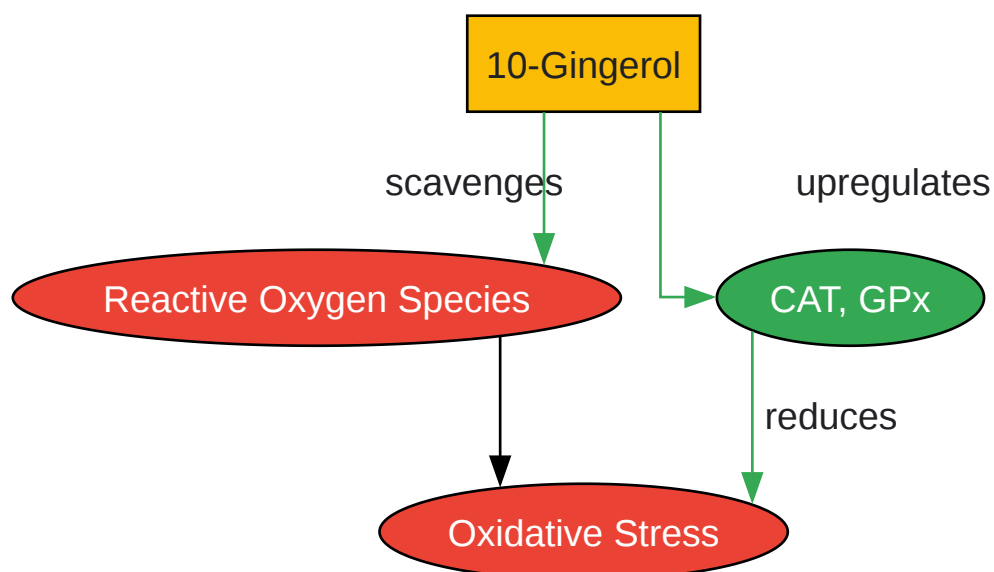 10-Gingerol
scavenges
upregulates
Reactive Oxygen Species
CAT, GPx
reduces
Oxidative Stress